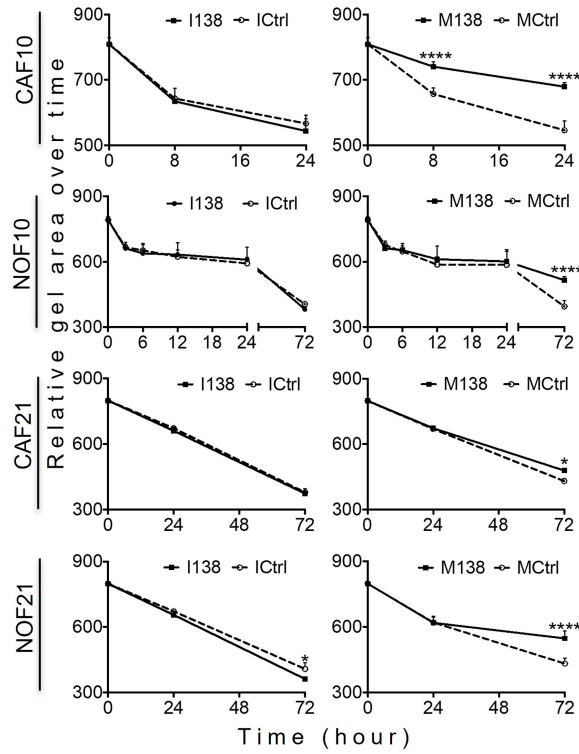 Relative gel area over time
CAF10
I138 ICtrl
900
700
500
0 8 16 24
M138 MCtrl
900
700
500
0 8 16 24
****
****
NOF10
I138 ICtrl
900
600
300
0 6 12 18 24 72
M138 MCtrl
900
600
300
0 6 12 18 24 72
****
CAF21
I138 ICtrl
900
600
300
0 24 48 72
M138 MCtrl
900
600
300
0 24 48 72
*
NOF21
I138 ICtrl
900
600
300
0 24 48 72
*
M138 MCtrl
900
600
300
0 24 48 72
****
Time (hour)